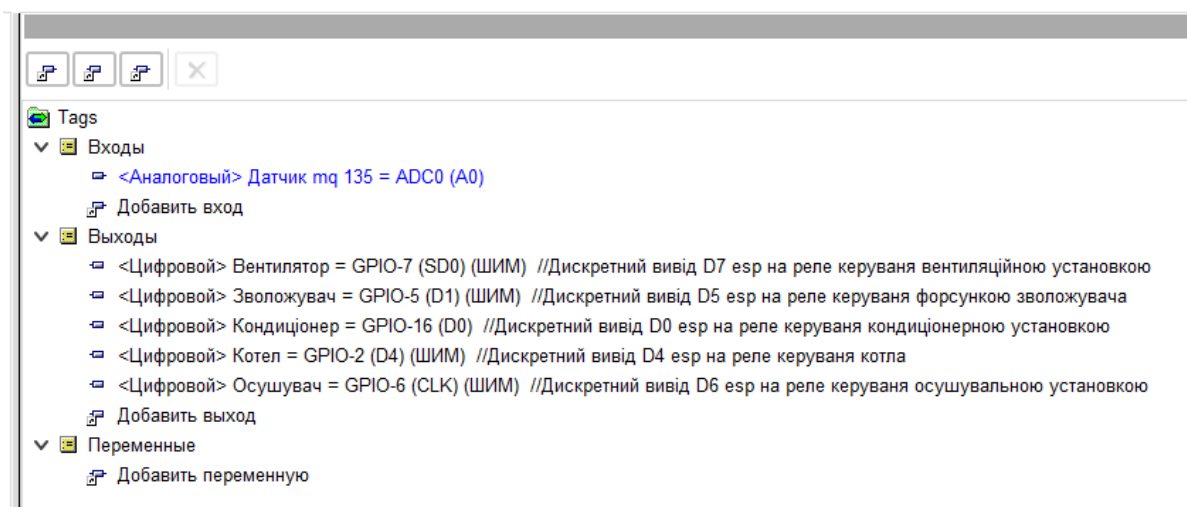 Tags
Входы
<Аналоговый> Датчик mq 135 = ADC0 (A0)
Добавить вход
Выходы
<Цифровой> Вентилятор = GPIO-7 (SD0) (ШИМ) //Дискретний вивід D7 esp на реле керуваня вентиляційною установкою
<Цифровой> Зволожувач = GPIO-5 (D1) (ШИМ) //Дискретний вивід D5 esp на реле керуваня форсункою зволожувача
<Цифровой> Кондиціонер = GPIO-16 (D0) //Дискретний вивід D0 esp на реле керуваня кондиціонерною установкою
<Цифровой> Котел = GPIO-2 (D4) (ШИМ) //Дискретний вивід D4 esp на реле керуваня котла
<Цифровой> Осушувач = GPIO-6 (CLK) (ШИМ) //Дискретний вивід D6 esp на реле керуваня осушувальною установкою
Добавить выход
Переменные
Добавить переменную